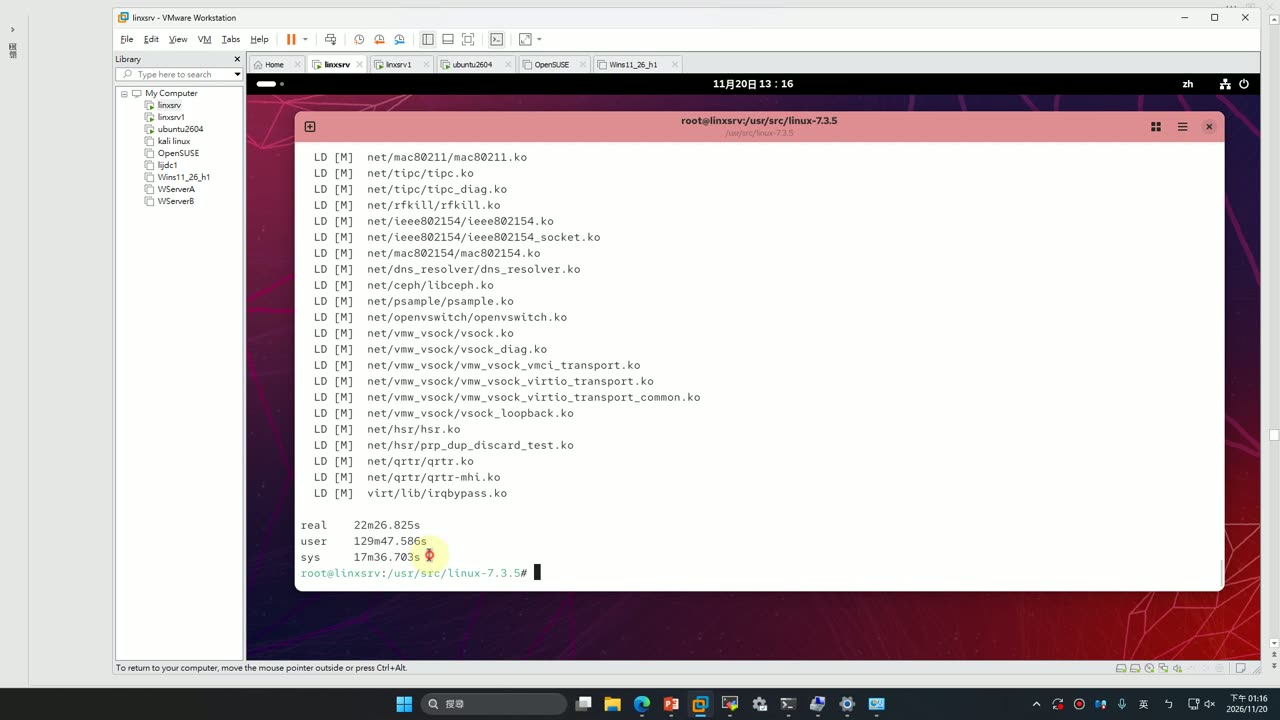 linxsrv - VMware Workstation
File Edit View VM Tabs Help
Library
Type here to search
My Computer
linxsrv
linxsrv1
ubuntu2604
kali linux
OpenSUSE
lijdc1
Wins11_26_h1
WServerA
WServerB
Home linxsrv linxsrv1 ubuntu2604 OpenSUSE Wins11_26_h1
11月20日 13：16
zh
root@linxsrv:/usr/src/linux-7.3.5
/usr/src/linux-7.3.5
LD [M] net/mac80211/mac80211.ko
LD [M] net/tipc/tipc.ko
LD [M] net/tipc/tipc_diag.ko
LD [M] net/rfkill/rfkill.ko
LD [M] net/ieee802154/ieee802154.ko
LD [M] net/ieee802154/ieee802154_socket.ko
LD [M] net/mac802154/mac802154.ko
LD [M] net/dns_resolver/dns_resolver.ko
LD [M] net/ceph/libceph.ko
LD [M] net/psample/psample.ko
LD [M] net/openvswitch/openvswitch.ko
LD [M] net/vmw_vsock/vsock.ko
LD [M] net/vmw_vsock/vsock_diag.ko
LD [M] net/vmw_vsock/vmw_vsock_vmci_transport.ko
LD [M] net/vmw_vsock/vmw_vsock_virtio_transport.ko
LD [M] net/vmw_vsock/vmw_vsock_virtio_transport_common.ko
LD [M] net/vmw_vsock/vsock_loopback.ko
LD [M] net/hsr/hsr.ko
LD [M] net/hsr/prp_dup_discard_test.ko
LD [M] net/qrtr/qrtr.ko
LD [M] net/qrtr/qrtr-mhi.ko
LD [M] virt/lib/irqbypass.ko
real 22m26.825s
user 129m47.586s
sys 17m36.703s
root@linxsrv:/usr/src/linux-7.3.5#
To return to your computer, move the mouse pointer outside or press Ctrl+Alt.
搜尋
英
下午 01:16
2026/11/20